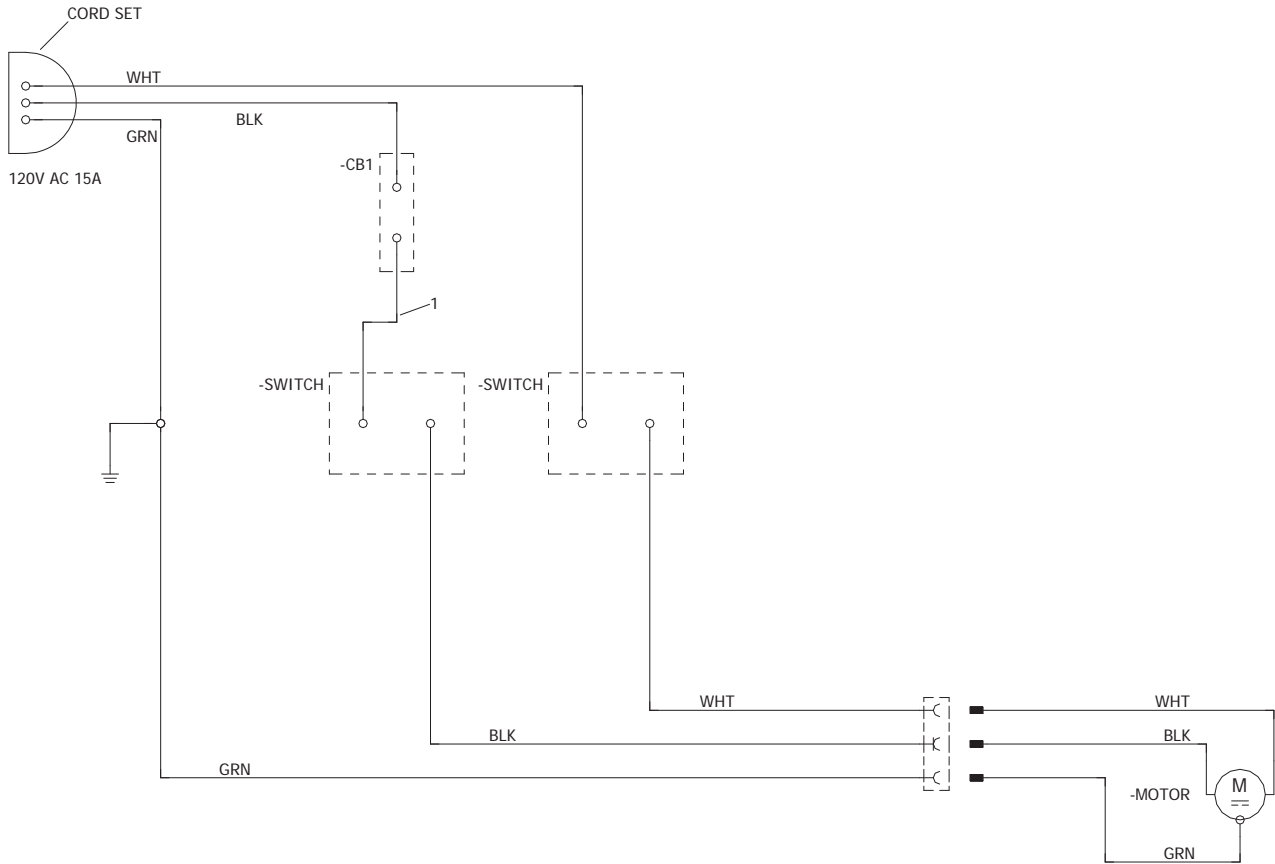 CORD SET
WHT
BLK
GRN
-CB1
120V AC 15A
1
-SWITCH
-SWITCH
WHT
WHT
BLK
BLK
GRN
M
-MOTOR
GRN